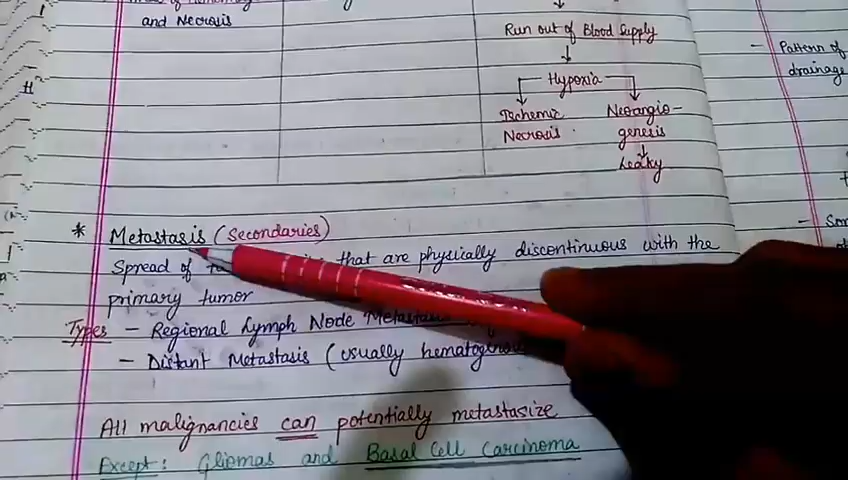 and Necrosis
Run out of Blood Supply
Hypoxia
Ischemic
Necrosis.
Neoangio-
genesis
Leaky
- Pattern of
drainage
* Metastasis (Secondaries)
Spread of that are physically discontinuous with the
primary tumor
Types - Regional Lymph Node
- Distant Metastasis (usually
All malignancies can potentially metastasize
Except: Gliomas and Basal Cell Carcinoma